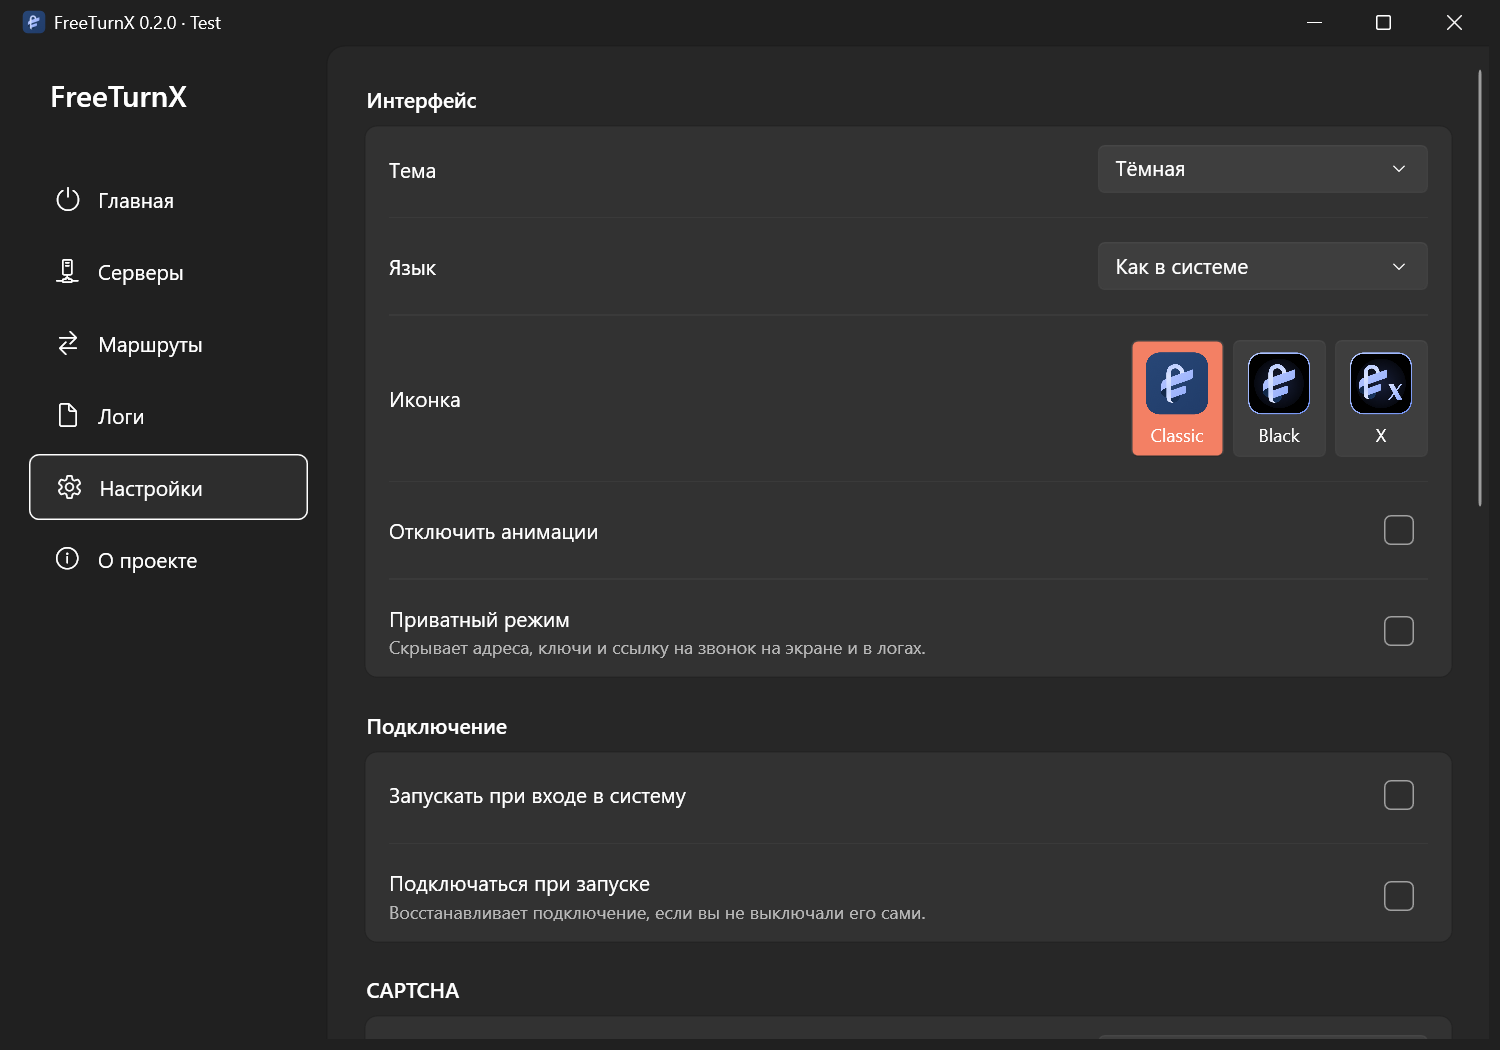 FreeTurnX 0.2.0 · Test
FreeTurnX
Главная
Серверы
Маршруты
Логи
Настройки
О проекте
Интерфейс
Тема
Тёмная
Язык
Как в системе
Иконка
Classic
Black
X
Отключить анимации
Приватный режим
Скрывает адреса, ключи и ссылку на звонок на экране и в логах.
Подключение
Запускать при входе в систему
Подключаться при запуске
Восстанавливает подключение, если вы не выключали его сами.
CAPTCHA